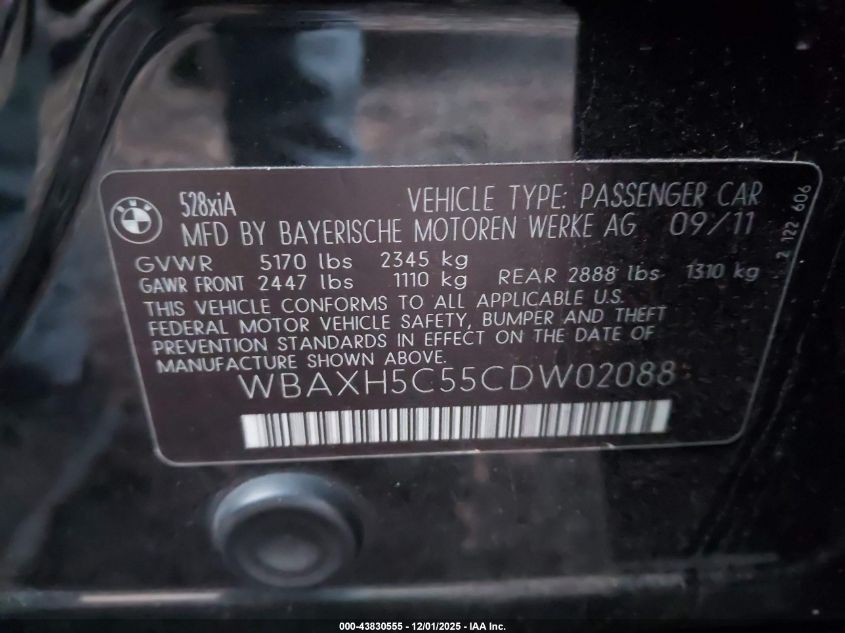 BMW
528xiA VEHICLE TYPE: PASSENGER CAR
MFD BY BAYERISCHE MOTOREN WERKE AG 09/11
GVWR 5170 lbs 2345 kg
GAWR FRONT 2447 lbs 1110 kg REAR 2888 lbs 1310 kg
THIS VEHICLE CONFORMS TO ALL APPLICABLE U.S.
FEDERAL MOTOR VEHICLE SAFETY, BUMPER AND THEFT
PREVENTION STANDARDS IN EFFECT ON THE DATE OF
MANUFACTURE SHOWN ABOVE.
WBAXH5C55CDW02088
2 122 606
000-43830555 - 12/01/2025 - IAA Inc.